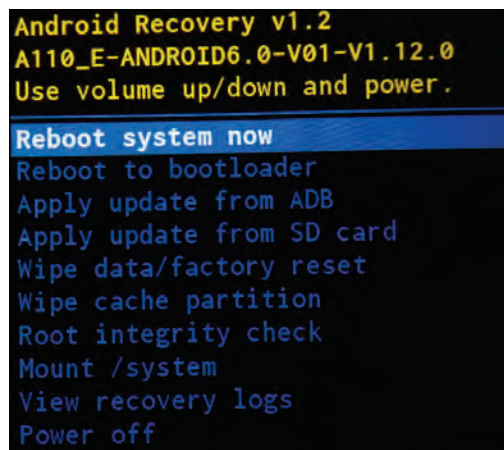 Android Recovery v1.2
A110_E-ANDROID6.0-V01-V1.12.0
Use volume up/down and power.
Reboot system now
Reboot to bootloader
Apply update from ADB
Apply update from SD card
Wipe data/factory reset
Wipe cache partition
Root integrity check
Mount /system
View recovery logs
Power off